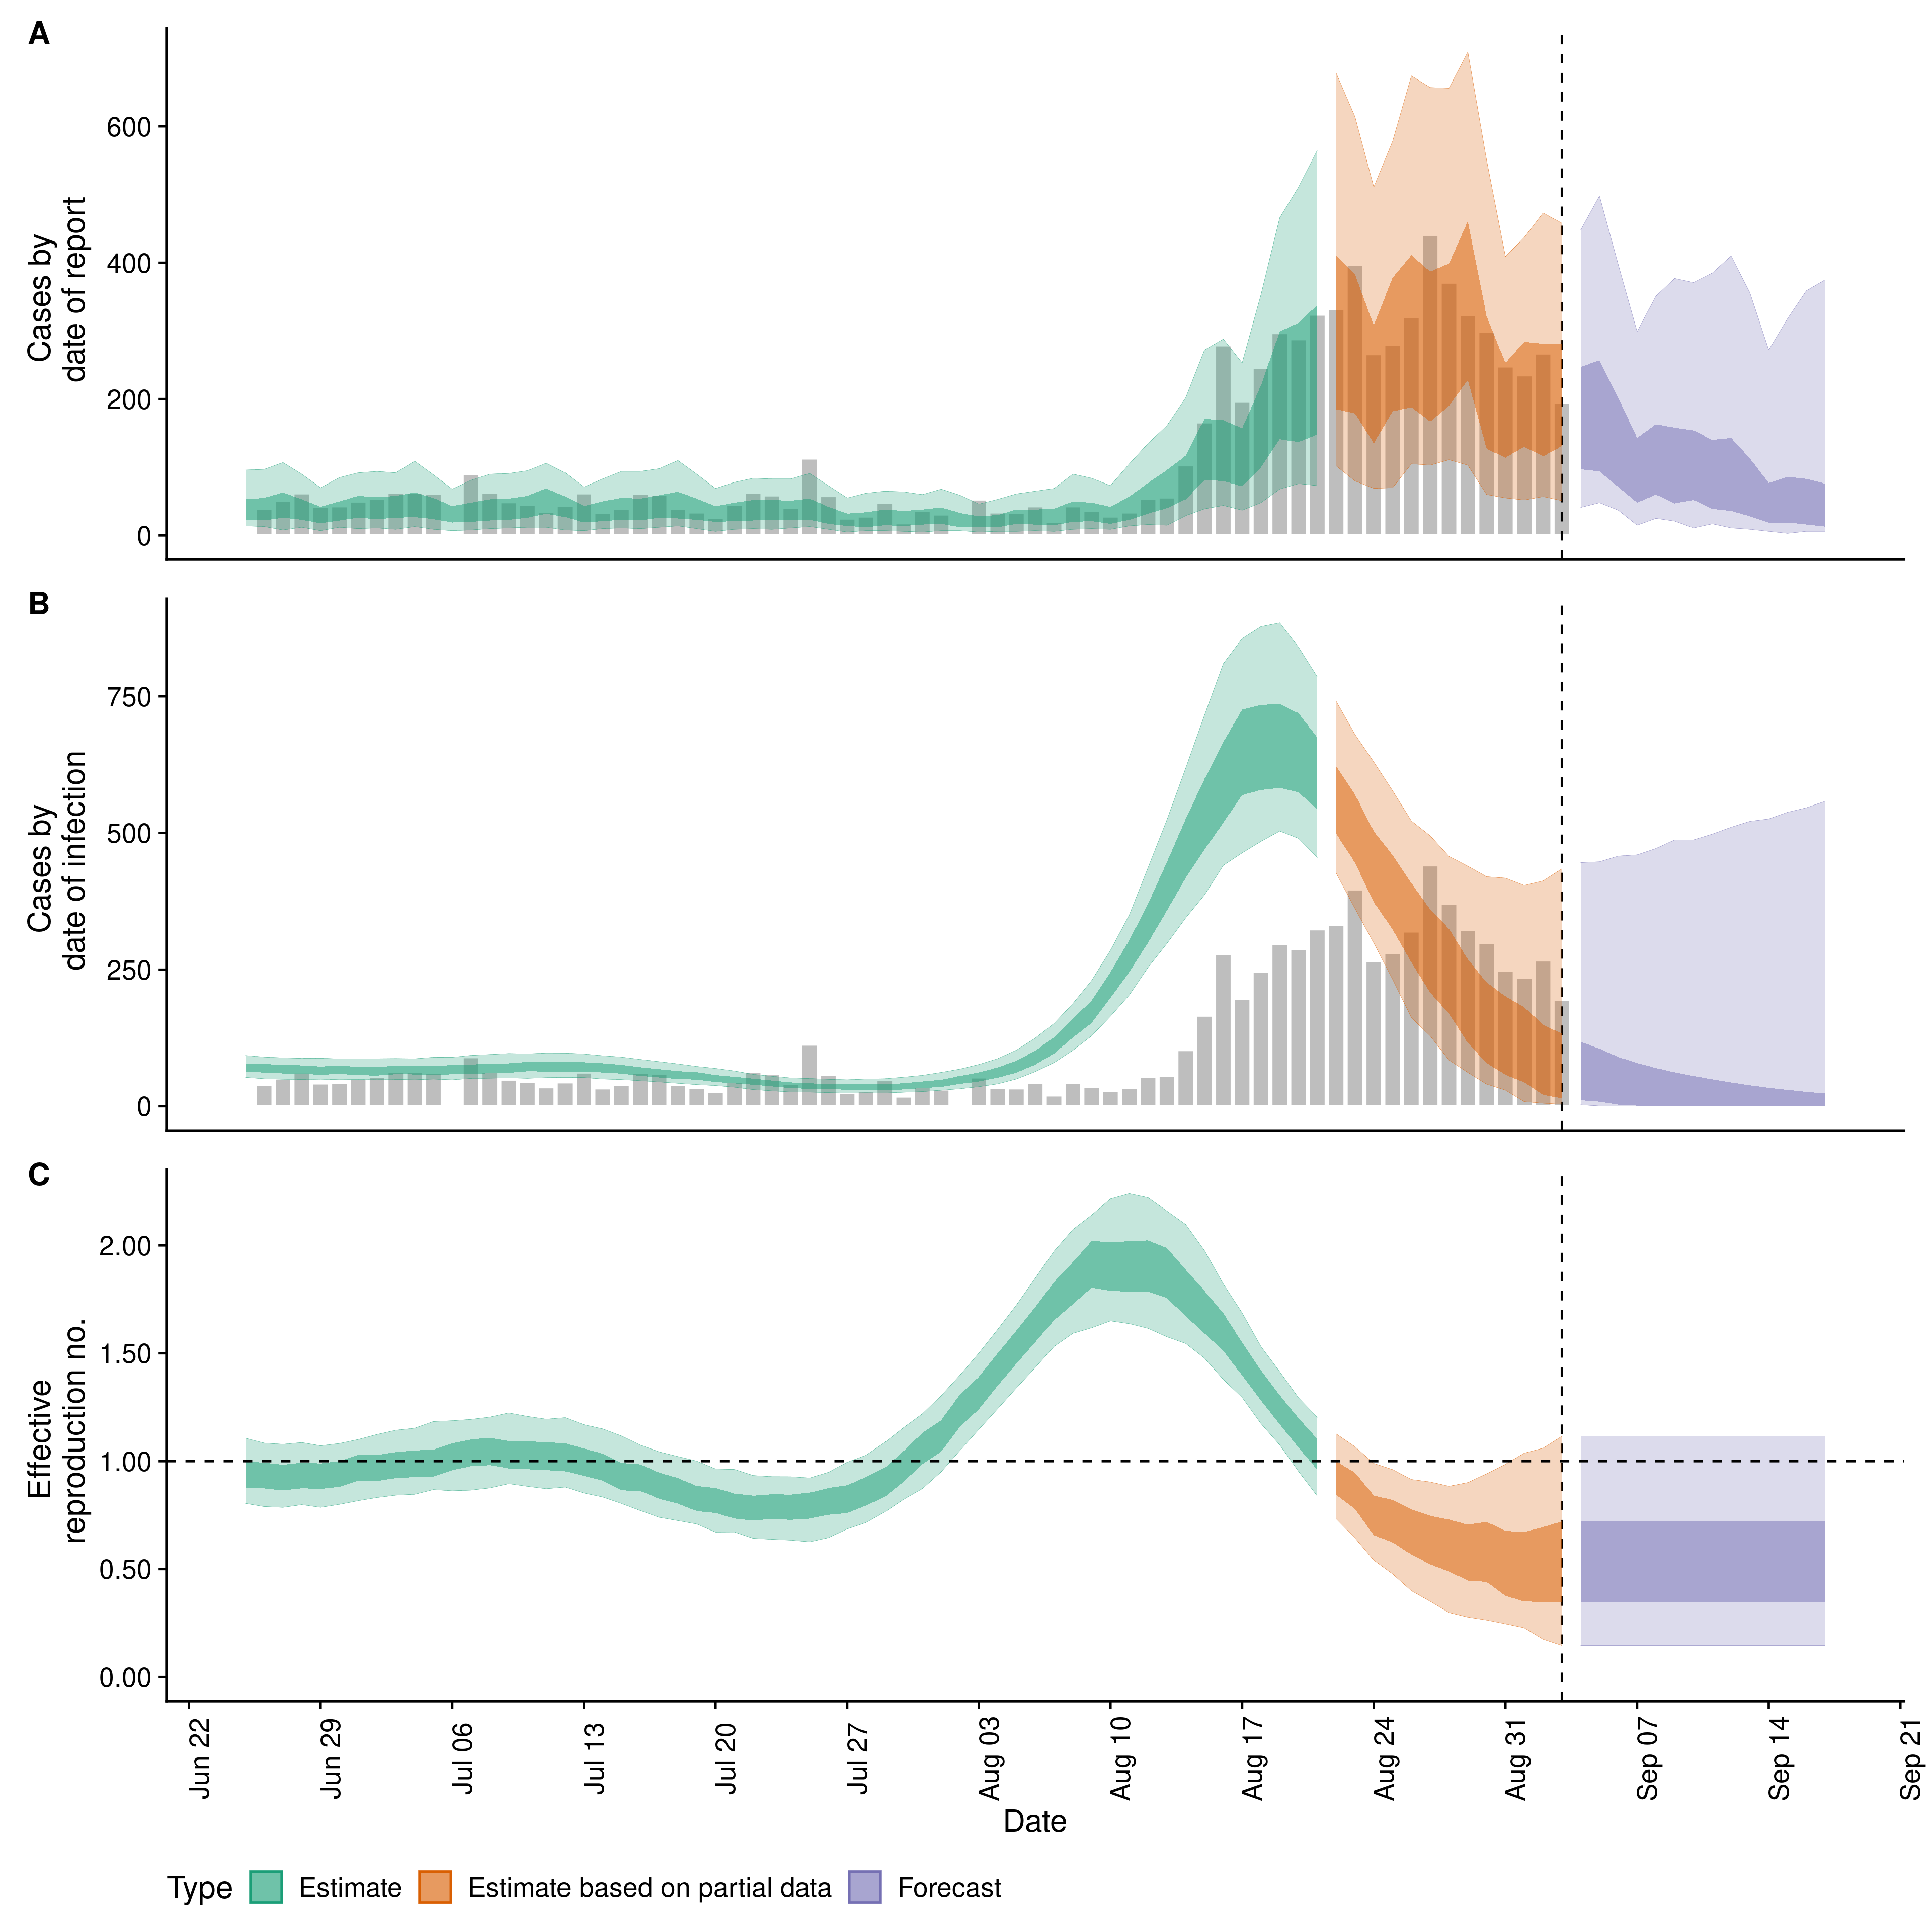 A
Cases by
date of report
600
400
200
0
B
Cases by
date of infection
750
500
250
0
C
Effective
reproduction no.
2.00
1.50
1.00
0.50
0.00
Jun 22
Jun 29
Jul 06
Jul 13
Jul 20
Jul 27
Aug 03
Aug 10
Aug 17
Aug 24
Aug 31
Sep 07
Sep 14
Sep 21
Date
Type
Estimate
Estimate based on partial data
Forecast